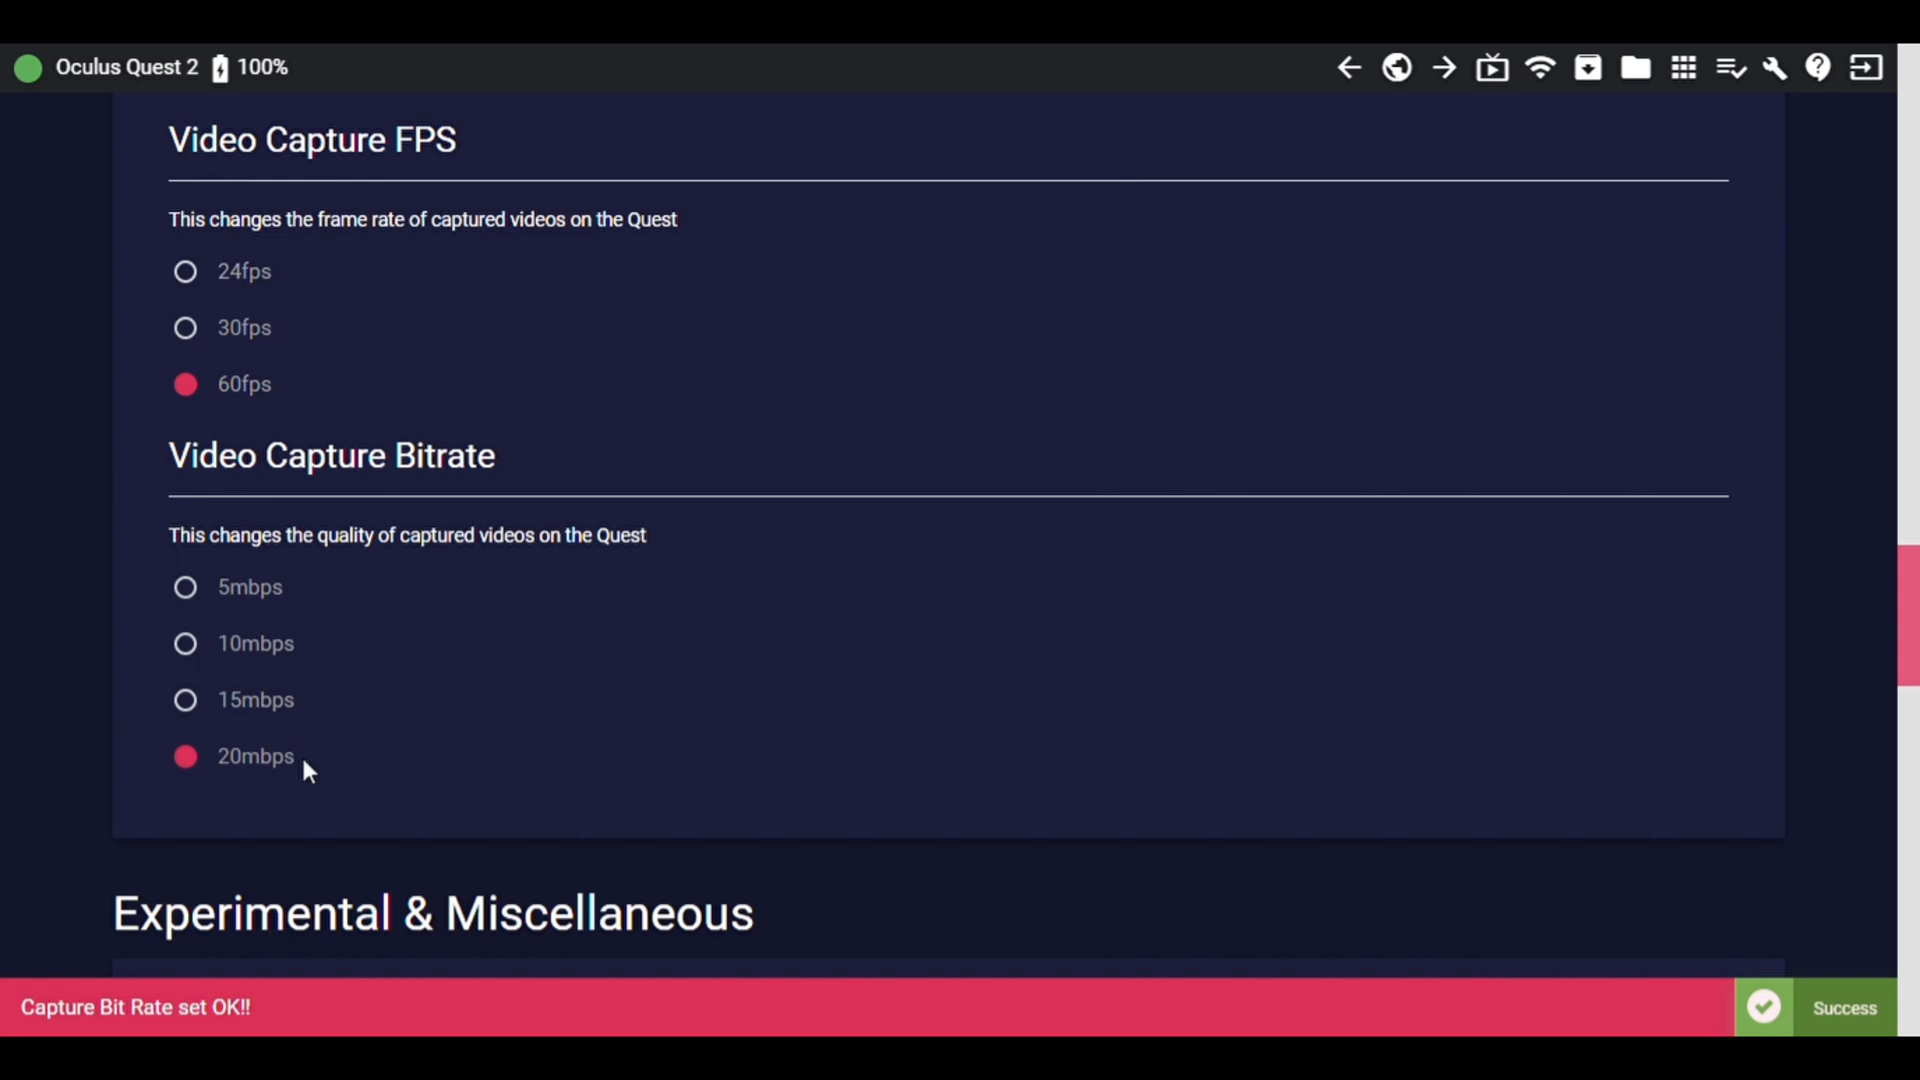 Oculus Quest 2 100%
Video Capture FPS
This changes the frame rate of captured videos on the Quest
24fps
30fps
60fps
Video Capture Bitrate
This changes the quality of captured videos on the Quest
5mbps
10mbps
15mbps
20mbps
Experimental & Miscellaneous
Capture Bit Rate set OK!! Success